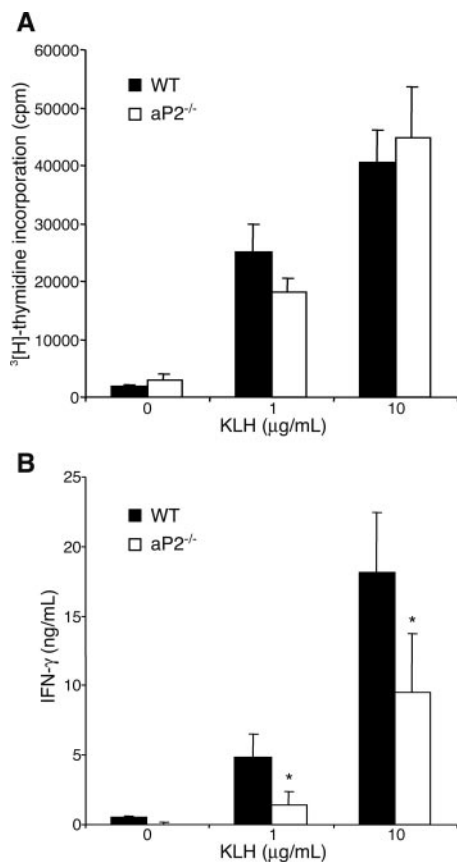 A
60000
50000
40000
30000
20000
10000
0
³[H]-thymidine incorporation (cpm)
WT
aP2⁻/⁻
0 1 10
KLH (µg/mL)
B
25
20
15
10
5
0
IFN-γ (ng/mL)
WT
aP2⁻/⁻
*
*
0 1 10
KLH (µg/mL)